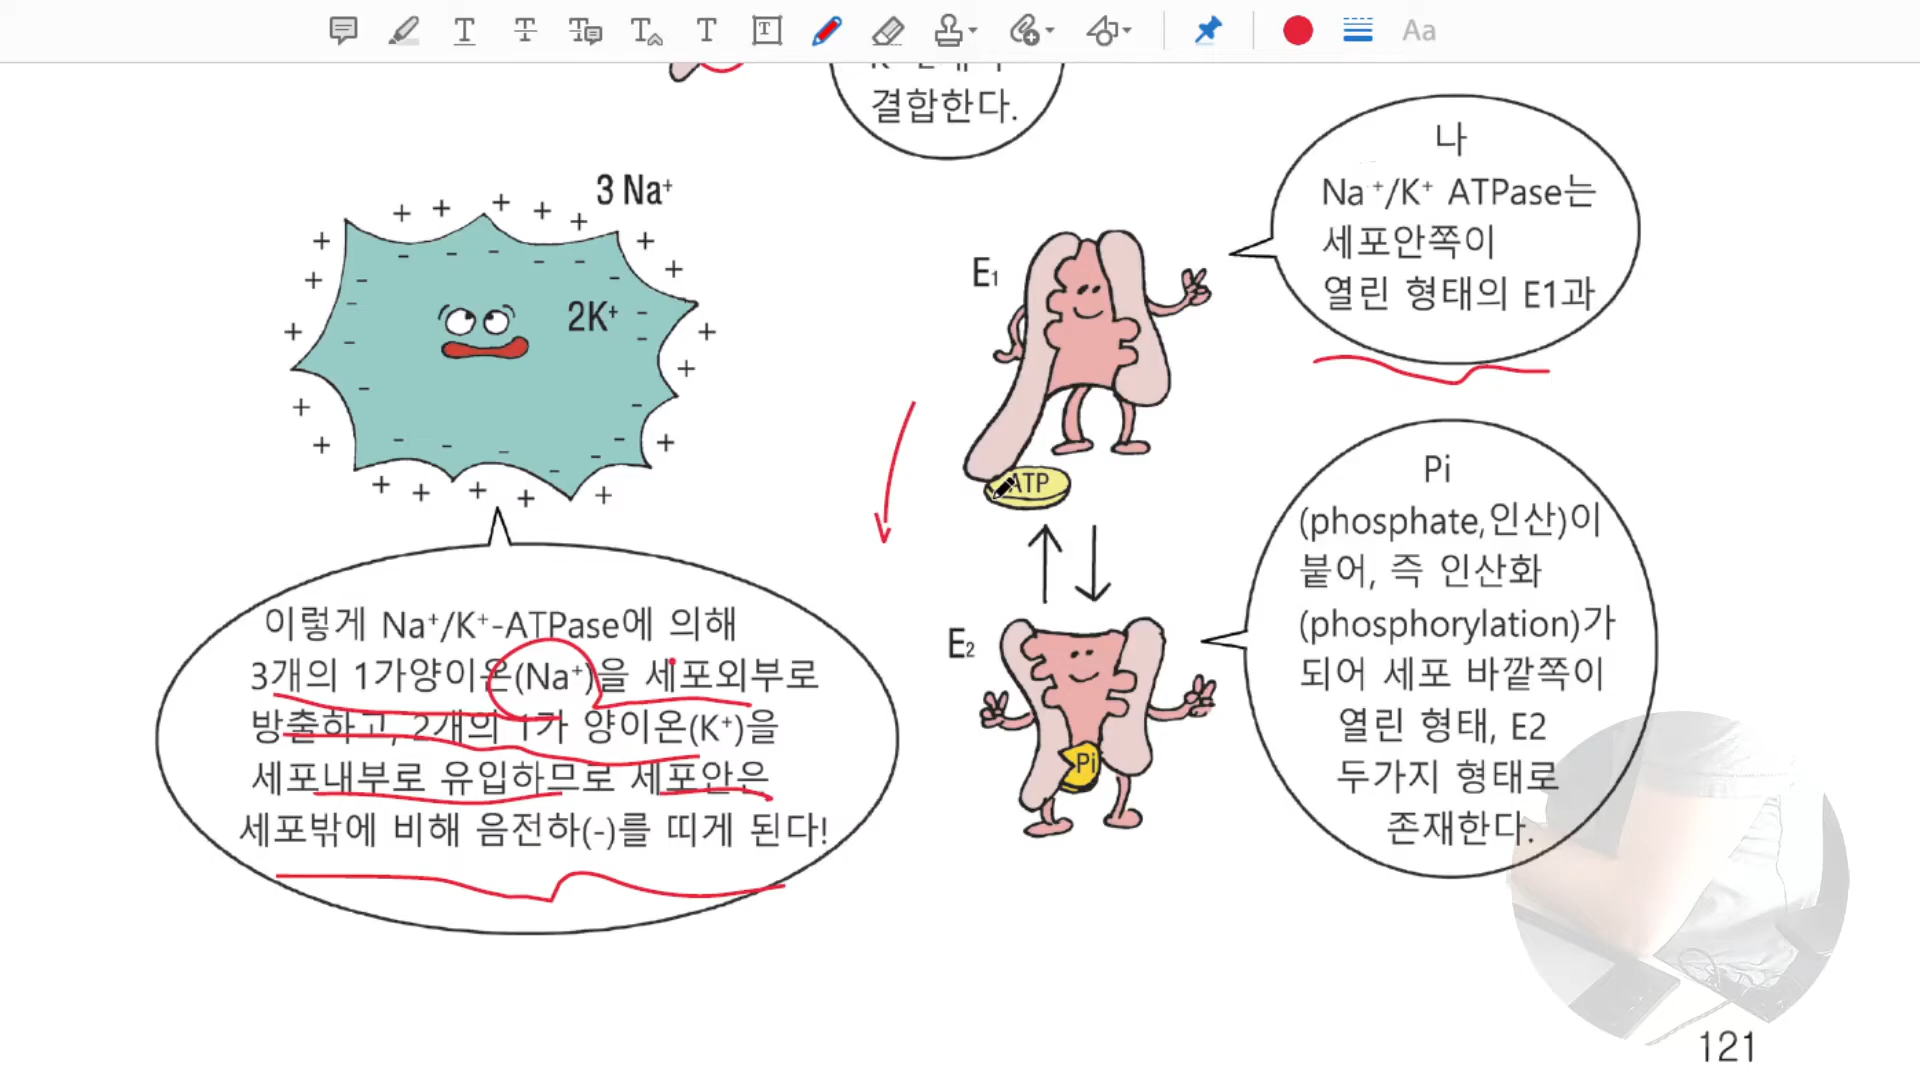 Aa
결합한다.
3 Na⁺
2K⁺
E₁
나
Na⁺/K⁺ ATPase는
세포안쪽이
열린 형태의 E1과
ATP
Pi
(phosphate,인산)이
붙어, 즉 인산화
(phosphorylation)가
되어 세포 바깥쪽이
열린 형태, E2
두가지 형태로
존재한다.
E₂
Pi
이렇게 Na⁺/K⁺-ATPase에 의해
3개의 1가양이온(Na⁺)을 세포외부로
방출하고, 2개의 1가 양이온(K⁺)을
세포내부로 유입하므로 세포안은
세포밖에 비해 음전하(-)를 띠게 된다!
121